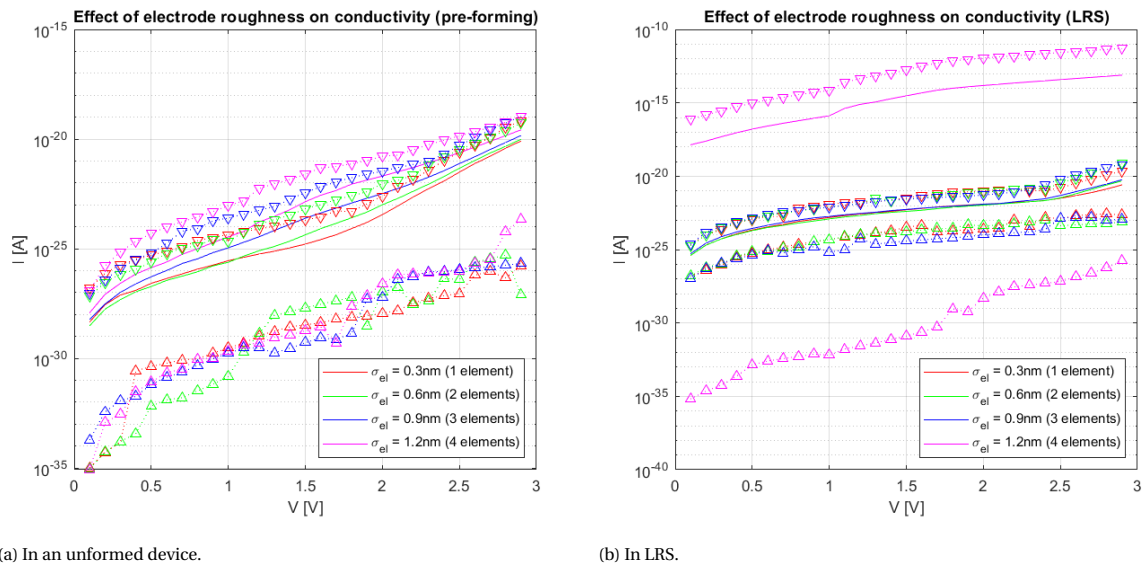 Effect of electrode roughness on conductivity (pre-forming)
10^-15
10^-20
10^-25
10^-30
10^-35
I [A]
0
0.5
1
1.5
2
2.5
3
V [V]
σ_el = 0.3nm (1 element)
σ_el = 0.6nm (2 elements)
σ_el = 0.9nm (3 elements)
σ_el = 1.2nm (4 elements)
(a) In an unformed device.
Effect of electrode roughness on conductivity (LRS)
10^-10
10^-15
10^-20
10^-25
10^-30
10^-35
10^-40
I [A]
0
0.5
1
1.5
2
2.5
3
V [V]
σ_el = 0.3nm (1 element)
σ_el = 0.6nm (2 elements)
σ_el = 0.9nm (3 elements)
σ_el = 1.2nm (4 elements)
(b) In LRS.